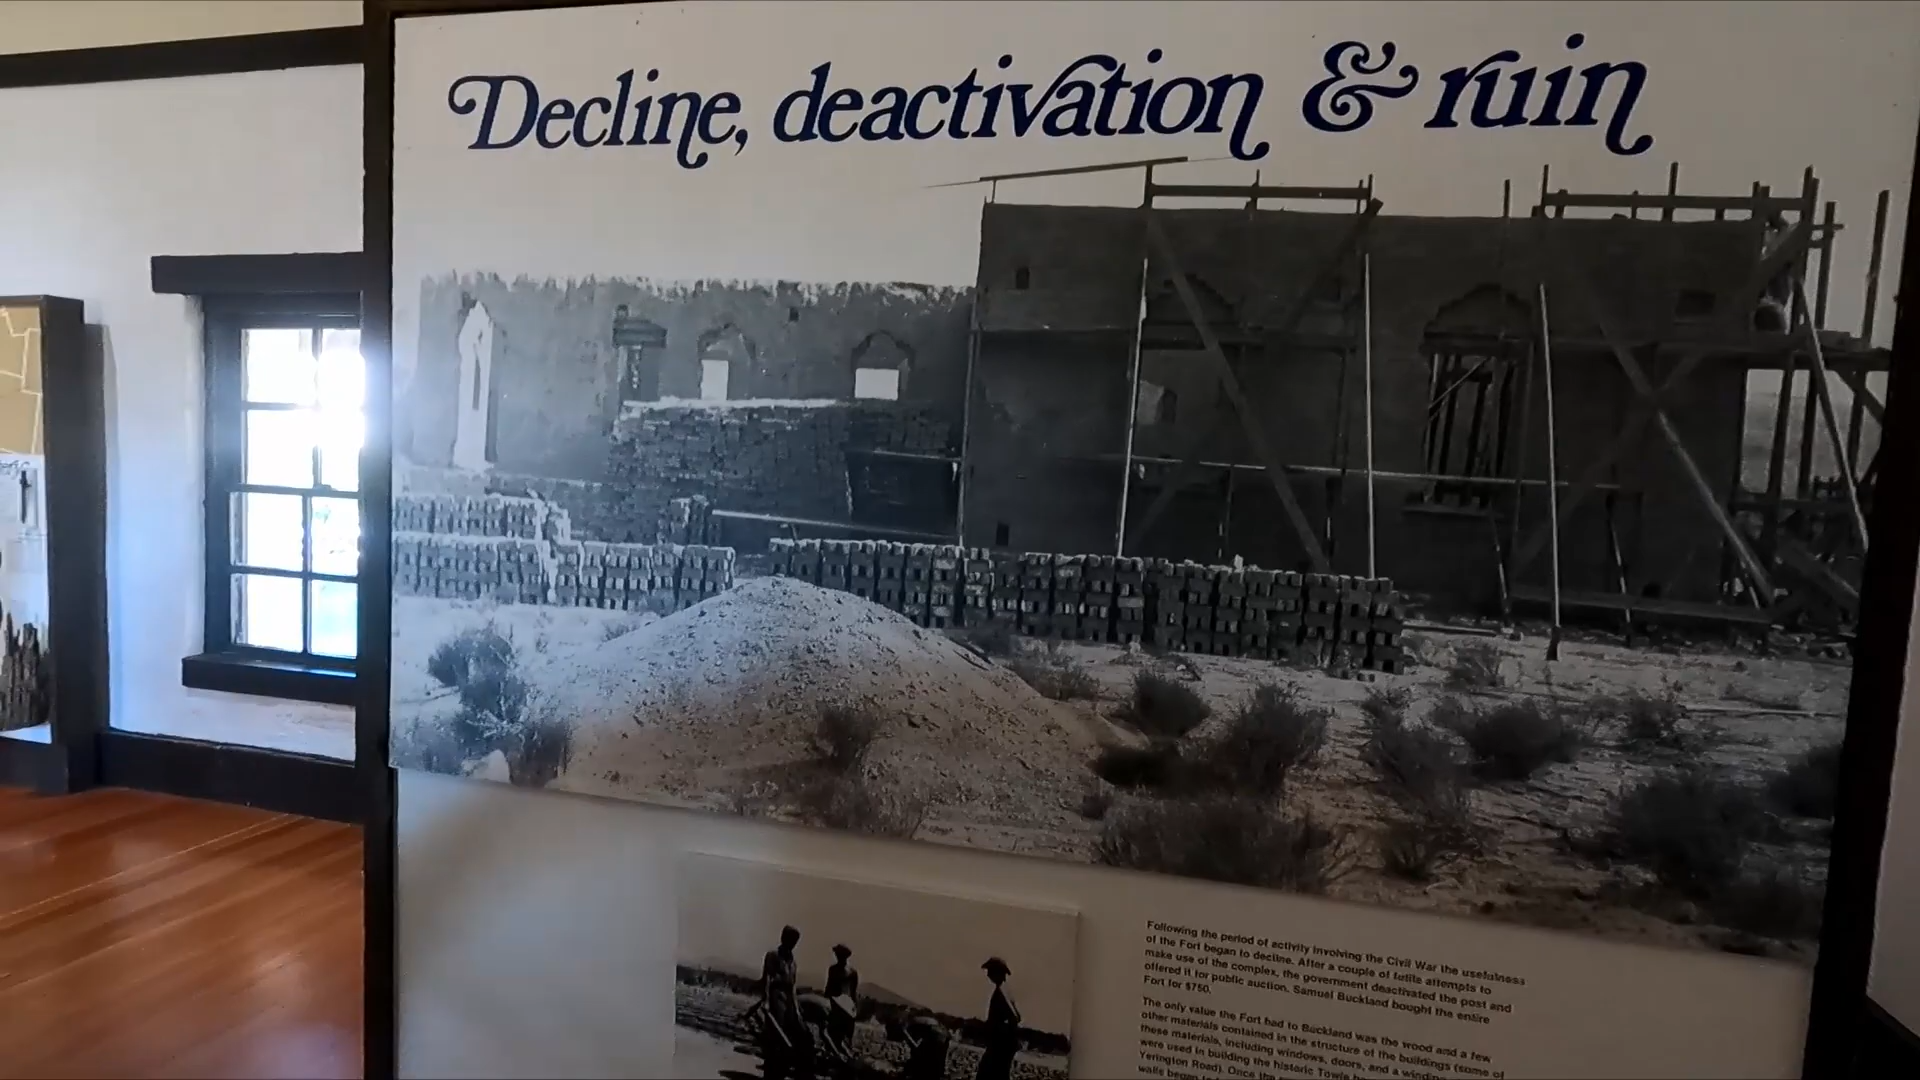 Decline, deactivation & ruin
Following the period of activity involving the Civil War the usefulness
of the Fort began to decline. After a couple of futile attempts to
make use of the complex, the government deactivated the post and
offered it for public auction. Samuel Buckland bought the entire
Fort for $750.
The only value the Fort had to Buckland was the wood and a few
other materials contained in the structure of the buildings (some of
these materials, including windows, doors, and a winding
were used in building the historic Towle
Yerington Road). Once the
walls began